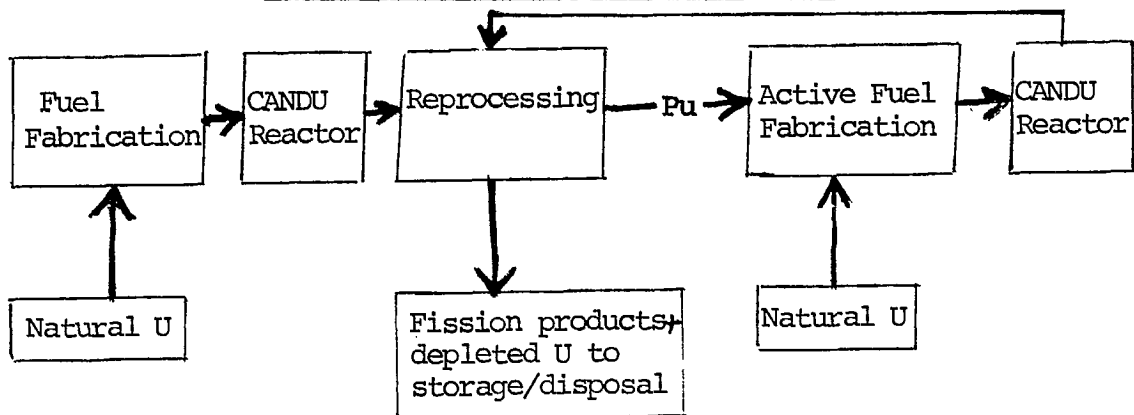 Fuel
Fabrication
CANDU
Reactor
Reprocessing
Pu
Active Fuel
Fabrication
CANDU
Reactor
Natural U
Fission products+
depleted U to
storage/disposal
Natural U